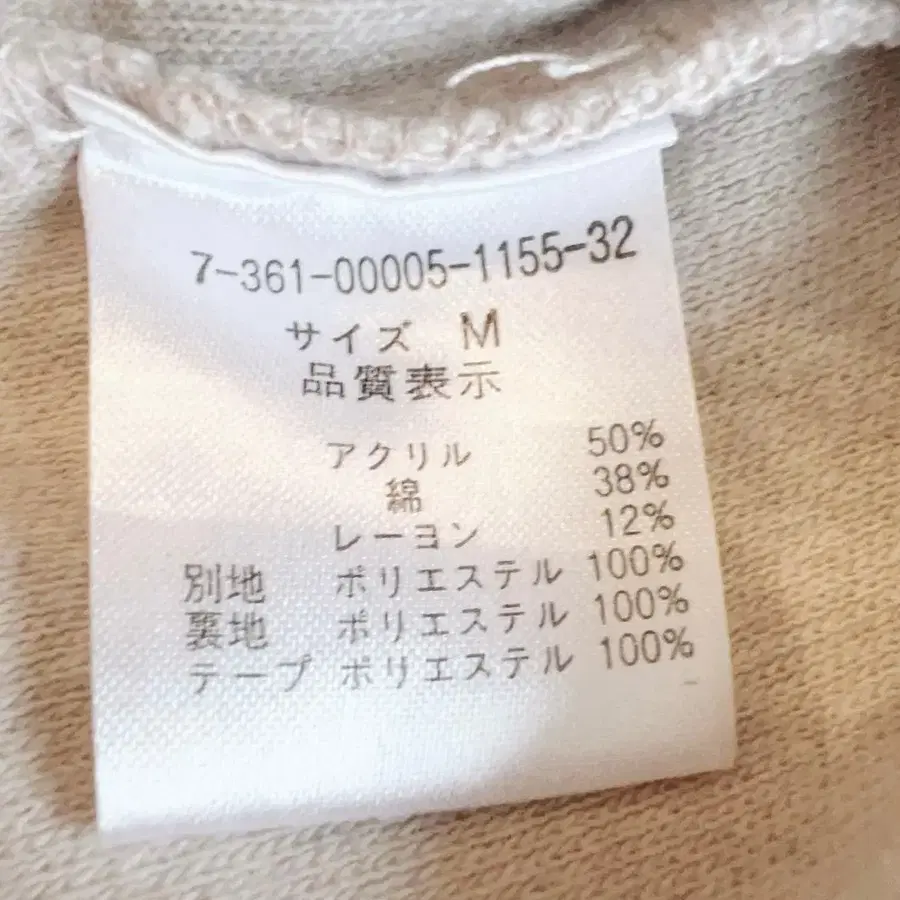 7-361-00005-1155-32
サイズ M
品質表示
アクリル 50%
綿 38%
レーヨン 12%
別地 ポリエステル 100%
裏地 ポリエステル 100%
テープ ポリエステル 100%